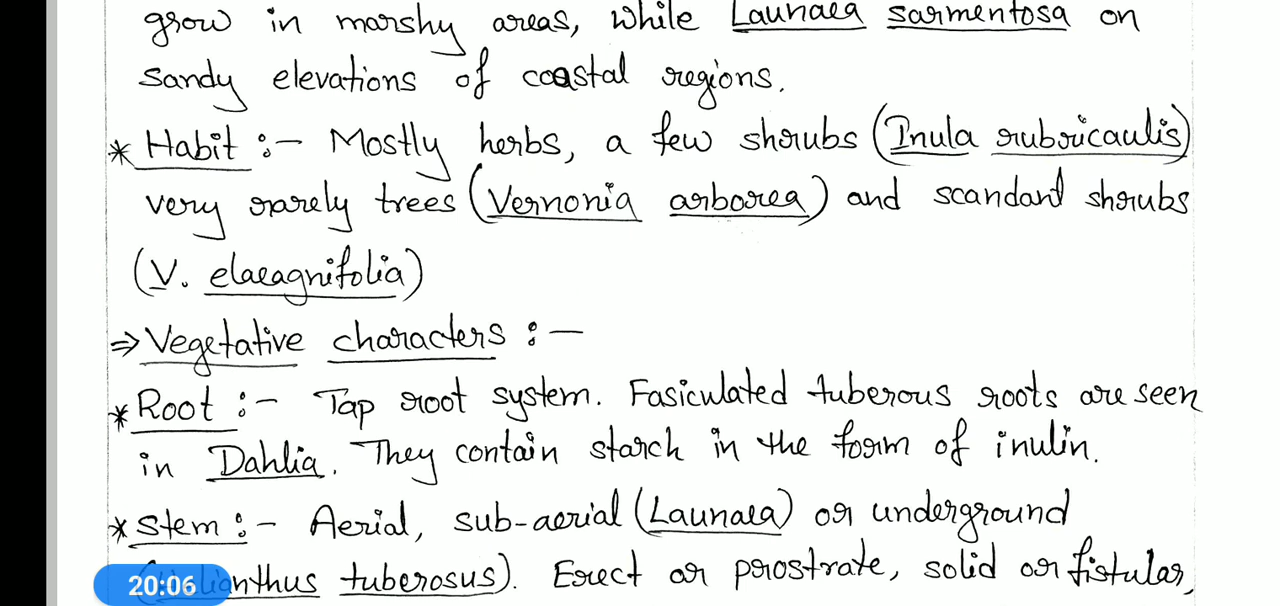 grow in marshy areas, while Launaea sarmentosa on
sandy elevations of coastal regions.
* Habit :- Mostly herbs, a few shrubs (Inula rubricaulis)
very rarely trees (Vernonia arborea) and scandant shrubs
(V. elaeagnifolia)
⇒ Vegetative characters :-
* Root :- Tap root system. Fasiculated tuberous roots are seen
in Dahlia. They contain starch in the form of inulin.
* Stem :- Aerial, sub-aerial (Launaea) or underground
tuberosus). Erect or prostrate, solid or fistular,
20:06